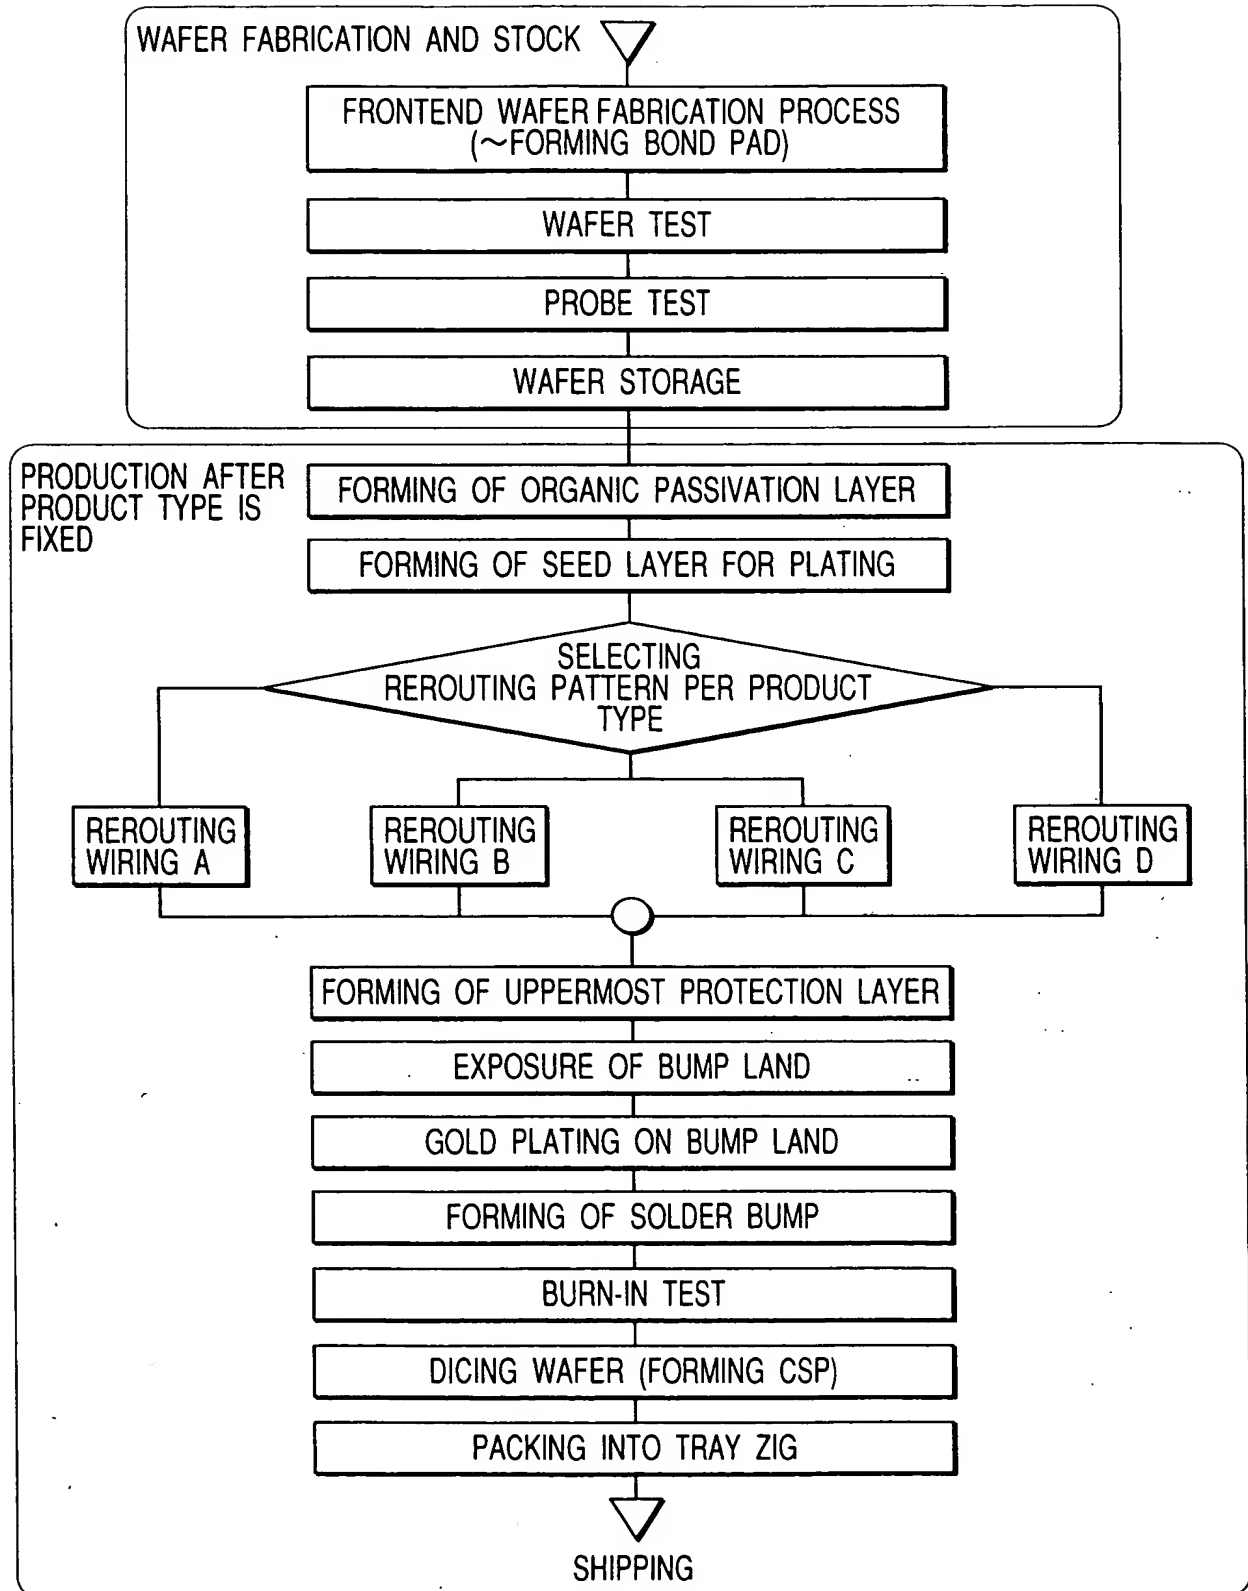 WAFER FABRICATION AND STOCK
FRONTEND WAFER FABRICATION PROCESS
(~FORMING BOND PAD)
WAFER TEST
PROBE TEST
WAFER STORAGE
PRODUCTION AFTER
PRODUCT TYPE IS
FIXED
FORMING OF ORGANIC PASSIVATION LAYER
FORMING OF SEED LAYER FOR PLATING
SELECTING
REROUTING PATTERN PER PRODUCT
TYPE
REROUTING
WIRING A
REROUTING
WIRING B
REROUTING
WIRING C
REROUTING
WIRING D
FORMING OF UPPERMOST PROTECTION LAYER
EXPOSURE OF BUMP LAND
GOLD PLATING ON BUMP LAND
FORMING OF SOLDER BUMP
BURN-IN TEST
DICING WAFER (FORMING CSP)
PACKING INTO TRAY ZIG
SHIPPING